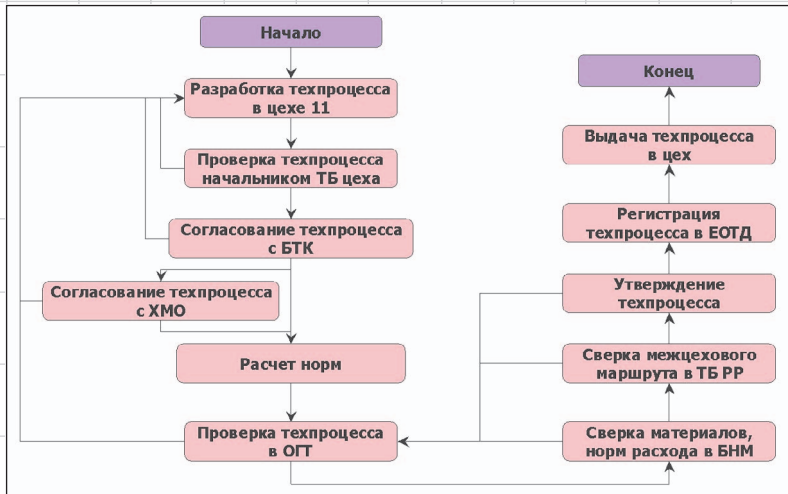 Начало
Разработка техпроцесса
в цехе 11
Проверка техпроцесса
начальником ТБ цеха
Согласование техпроцесса
с БТК
Согласование техпроцесса
с ХМО
Расчет норм
Проверка техпроцесса
в ОГТ
Конец
Выдача техпроцесса
в цех
Регистрация
техпроцесса в ЕОТД
Утверждение
техпроцесса
Сверка межцехового
маршрута в ТБ РР
Сверка материалов,
норм расхода в БНМ